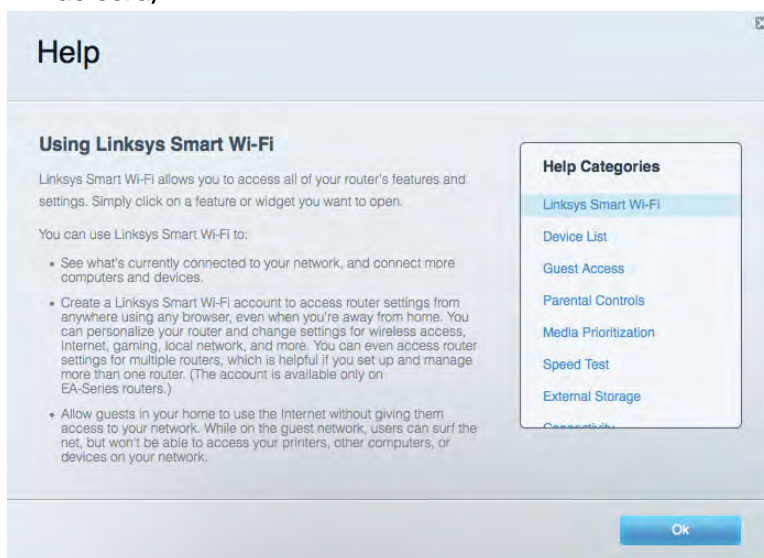 Help
Using Linksys Smart Wi-Fi
Linksys Smart Wi-Fi allows you to access all of your router's features and
settings. Simply click on a feature or widget you want to open.
You can use Linksys Smart Wi-Fi to:
• See what's currently connected to your network, and connect more
computers and devices.
• Create a Linksys Smart Wi-Fi account to access router settings from
anywhere using any browser, even when you're away from home. You
can personalize your router and change settings for wireless access,
Internet, gaming, local network, and more. You can even access router
settings for multiple routers, which is helpful if you set up and manage
more than one router. (The account is available only on
EA-Series routers.)
• Allow guests in your home to use the Internet without giving them
access to your network. While on the guest network, users can surf the
net, but won't be able to access your printers, other computers, or
devices on your network.
Help Categories
Linksys Smart Wi-Fi
Device List
Guest Access
Parental Controls
Media Prioritization
Speed Test
External Storage
Connectivity
Ok